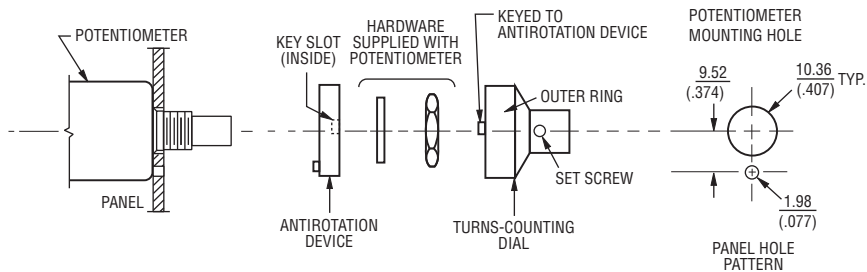 POTENTIOMETER
PANEL
KEY SLOT
(INSIDE)
ANTIROTATION
DEVICE
HARDWARE
SUPPLIED WITH
POTENTIOMETER
KEYED TO
ANTIROTATION DEVICE
OUTER RING
SET SCREW
TURNS-COUNTING
DIAL
POTENTIOMETER
MOUNTING HOLE
9.52
(.374)
10.36
(.407) TYP.
1.98
(.077)
PANEL HOLE
PATTERN